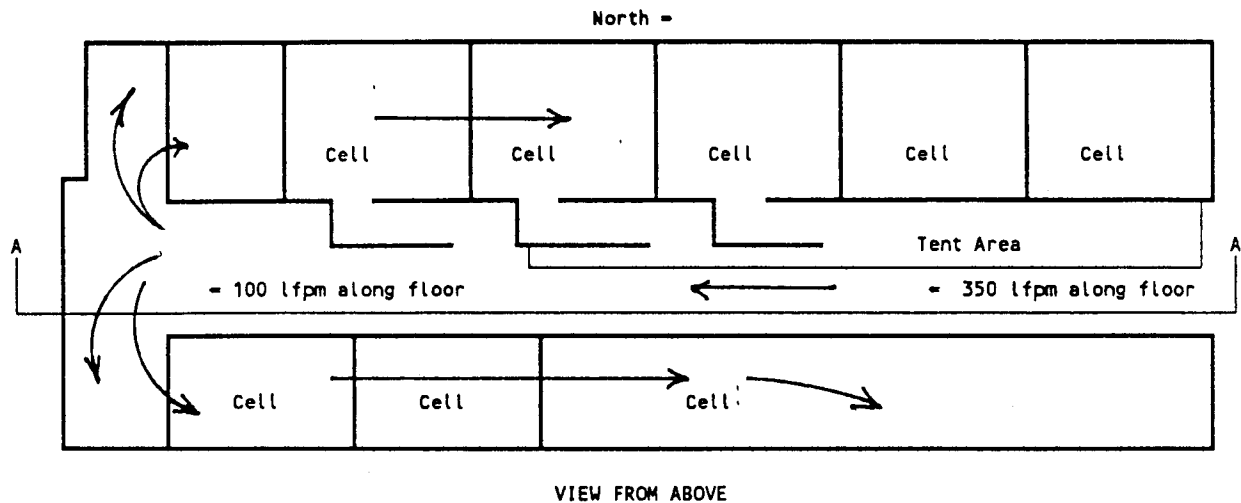 North =
Cell Cell Cell Cell Cell
A Tent Area A
= 100 lfpm along floor = 350 lfpm along floor
Cell Cell Cell
VIEW FROM ABOVE